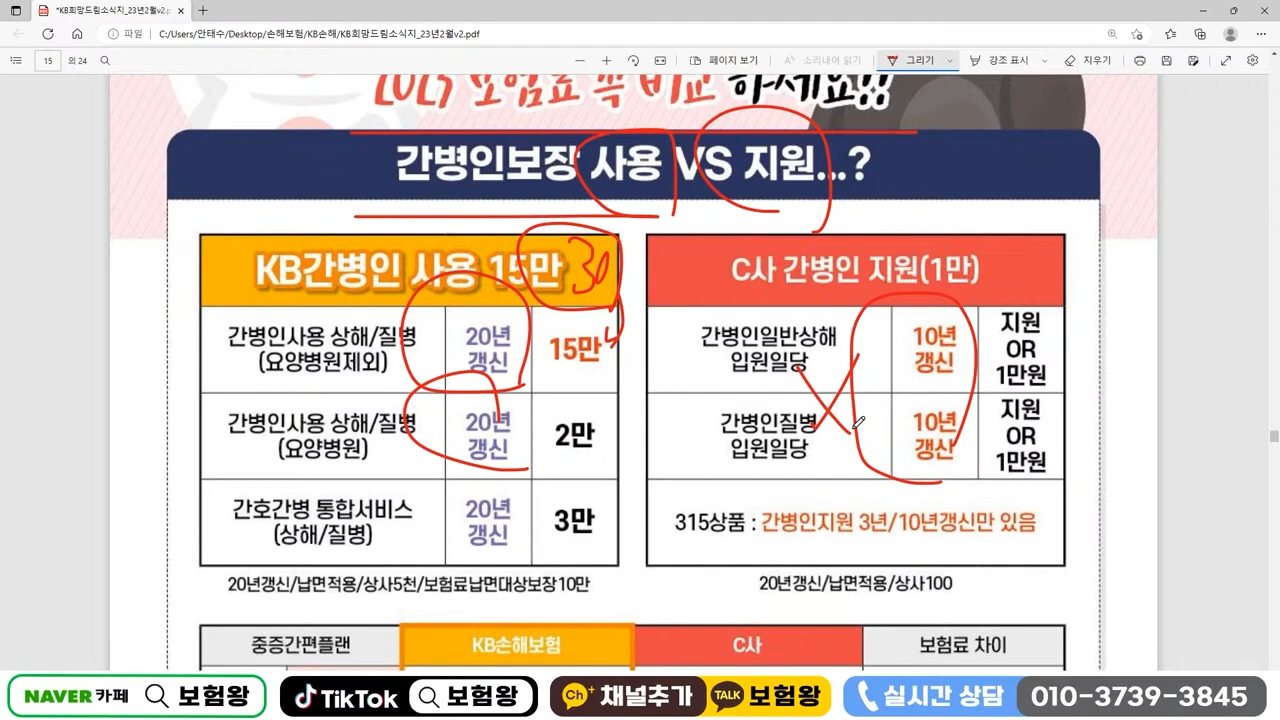 *KB희망드림소식지_23년2월v2.p
파일
C:/Users/안태수/Desktop/손해보험/KB손해/KB희망드림소식지_23년2월v2.pdf
15
의 24
페이지 보기
소리내어 읽기
그리기
강조 표시
지우기
보험료 꼭 비교 하세요!!
간병인보장 사용 VS 지원...?
KB간병인 사용 15만
30
간병인사용 상해/질병
(요양병원제외)
20년
갱신
15만
간병인사용 상해/질병
(요양병원)
20년
갱신
2만
간호간병 통합서비스
(상해/질병)
20년
갱신
3만
20년갱신/납면적용/상사5천/보험료납면대상보장10만
C사 간병인 지원(1만)
간병인일반상해
입원일당
10년
갱신
지원
OR
1만원
간병인질병
입원일당
10년
갱신
지원
OR
1만원
315상품 : 간병인지원 3년/10년갱신만 있음
20년갱신/납면적용/상사100
중증간편플랜
KB손해보험
C사
보험료 차이
NAVER 카페
보험왕
TikTok
보험왕
Ch+
채널추가
TALK
보험왕
실시간 상담
010-3739-3845